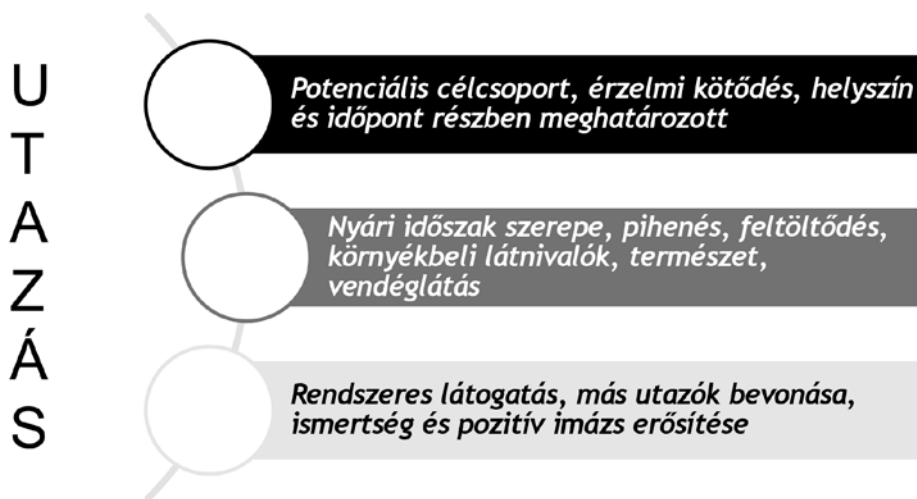 UTAZÁS
Potenciális célcsoport, érzelmi kötődés, helyszín
és időpont részben meghatározott
Nyári időszak szerepe, pihenés, feltöltődés,
környékbeli látnivalók, természet,
vendéglátás
Rendszeres látogatás, más utazók bevonása,
ismertség és pozitív imázs erősítése